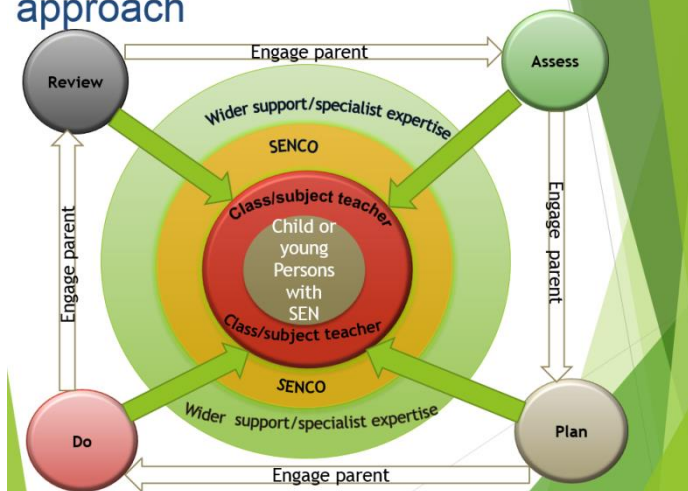 approach
Engage parent
Review
Assess
Wider support/specialist expertise
SENCO
Class/subject teacher
Child or
young
Persons
with
SEN
Class/subject teacher
SENCO
Wider support/specialist expertise
Engage parent
Engage parent
Do
Plan
Engage parent